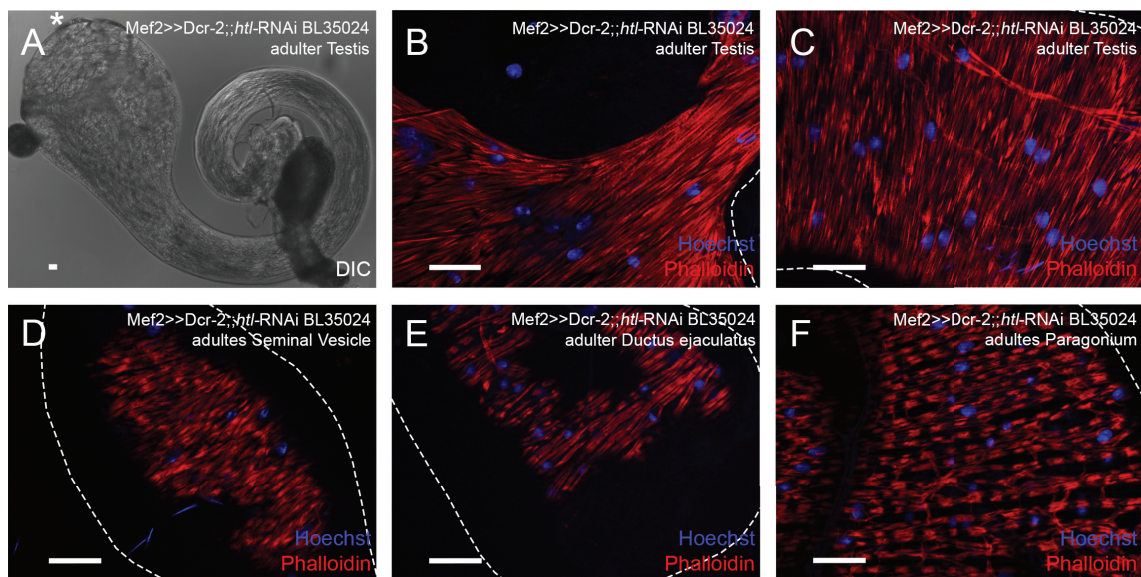 A
*
Mef2>>Dcr-2;;htl-RNAi BL35024
adulter Testis
DIC
B
Mef2>>Dcr-2;;htl-RNAi BL35024
adulter Testis
Hoechst
Phalloidin
C
Mef2>>Dcr-2;;htl-RNAi BL35024
adulter Testis
Hoechst
Phalloidin
D
Mef2>>Dcr-2;;htl-RNAi BL35024
adultes Seminal Vesicle
Hoechst
Phalloidin
E
Mef2>>Dcr-2;;htl-RNAi BL35024
adulter Ductus ejaculatus
Hoechst
Phalloidin
F
Mef2>>Dcr-2;;htl-RNAi BL35024
adultes Paragonium
Hoechst
Phalloidin